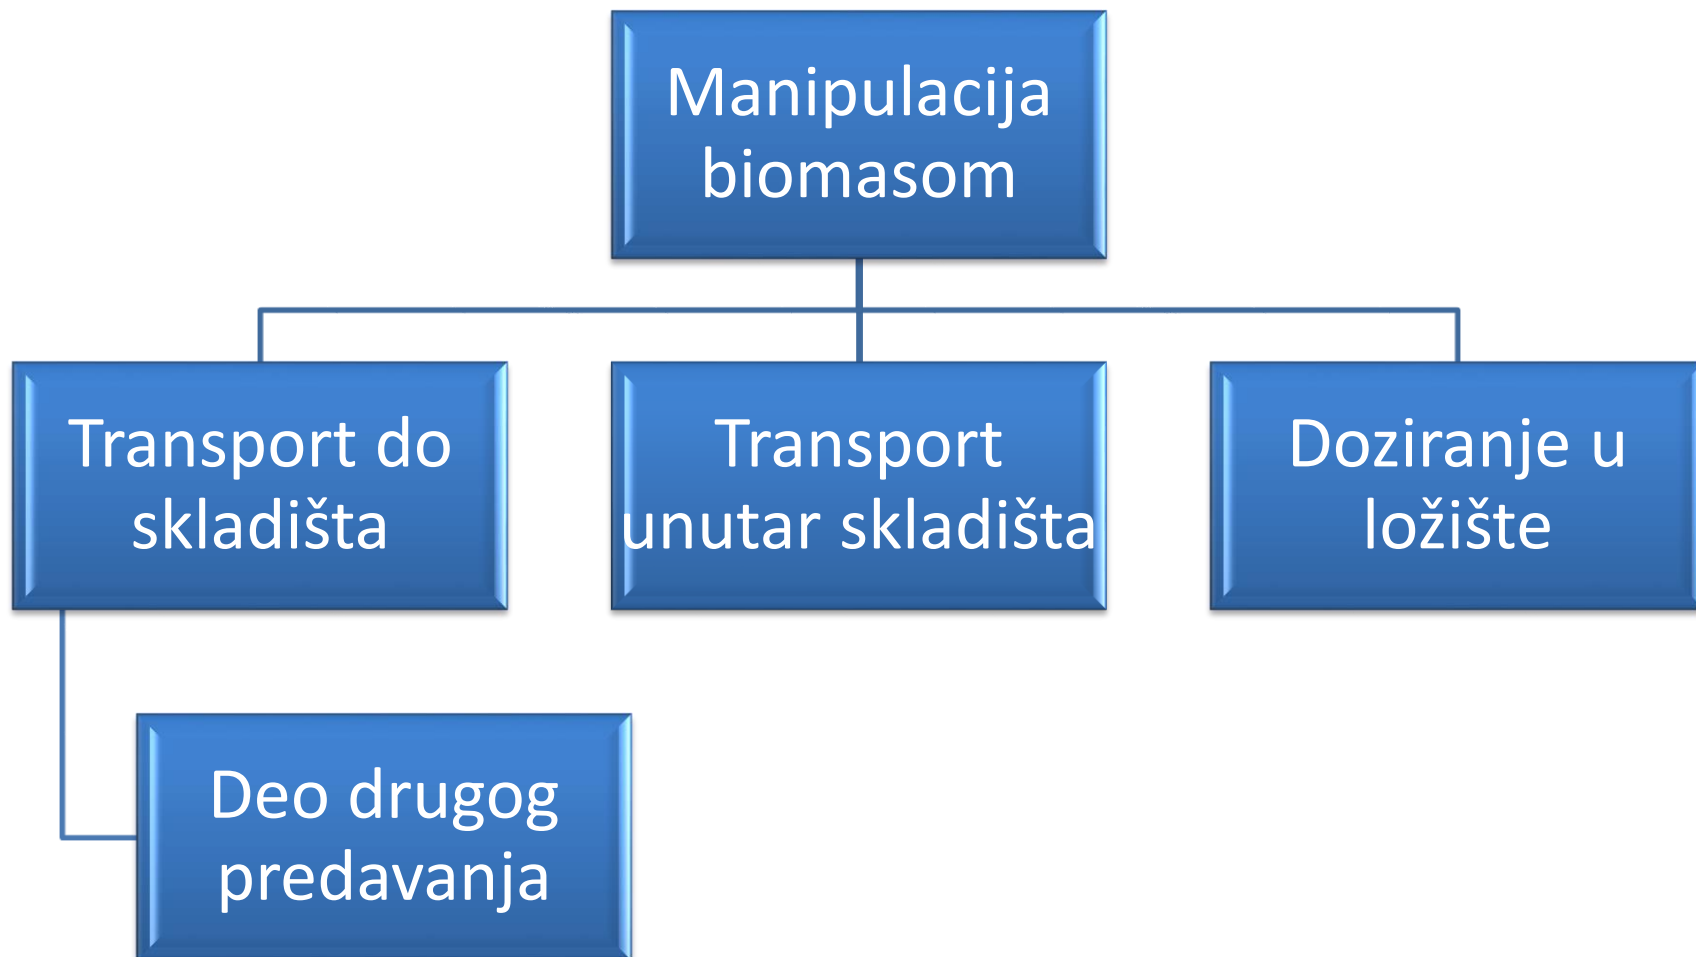 Manipulacija
biomasom
Transport do
skladišta
Transport
unutar skladišta
Doziranje u
ložište
Deo drugog
predavanja